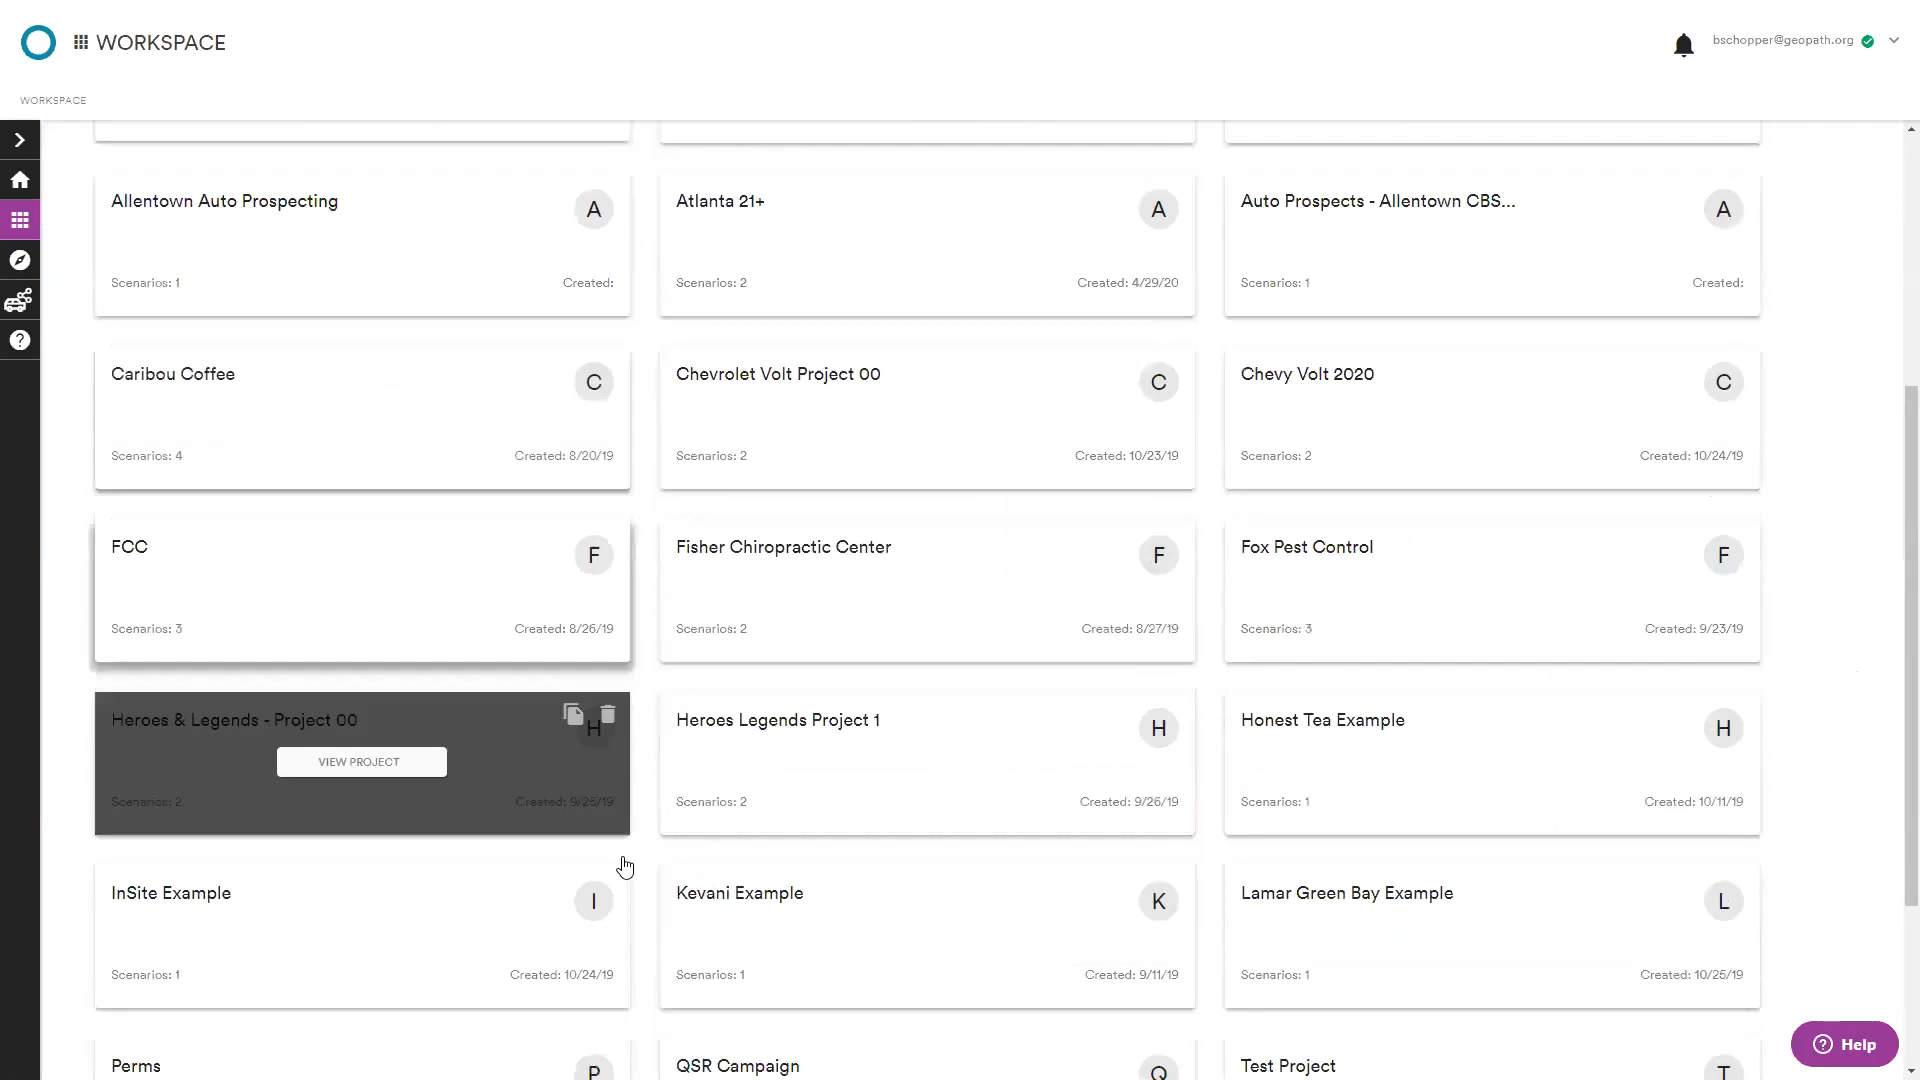 WORKSPACE
bschopper@geopath.org
WORKSPACE
Allentown Auto Prospecting
A
Scenarios: 1
Created:
Atlanta 21+
A
Scenarios: 2
Created: 4/29/20
Auto Prospects - Allentown CBS...
A
Scenarios: 1
Created:
Caribou Coffee
C
Scenarios: 4
Created: 8/20/19
Chevrolet Volt Project 00
C
Scenarios: 2
Created: 10/23/19
Chevy Volt 2020
C
Scenarios: 2
Created: 10/24/19
FCC
F
Scenarios: 3
Created: 8/26/19
Fisher Chiropractic Center
F
Scenarios: 2
Created: 8/27/19
Fox Pest Control
F
Scenarios: 3
Created: 9/23/19
Heroes & Legends - Project 00
H
VIEW PROJECT
Scenarios: 2
Created: 9/25/19
Heroes Legends Project 1
H
Scenarios: 2
Created: 9/26/19
Honest Tea Example
H
Scenarios: 1
Created: 10/11/19
InSite Example
I
Scenarios: 1
Created: 10/24/19
Kevani Example
K
Scenarios: 1
Created: 9/11/19
Lamar Green Bay Example
L
Scenarios: 1
Created: 10/25/19
Perms
P
QSR Campaign
Q
Test Project
T
? Help